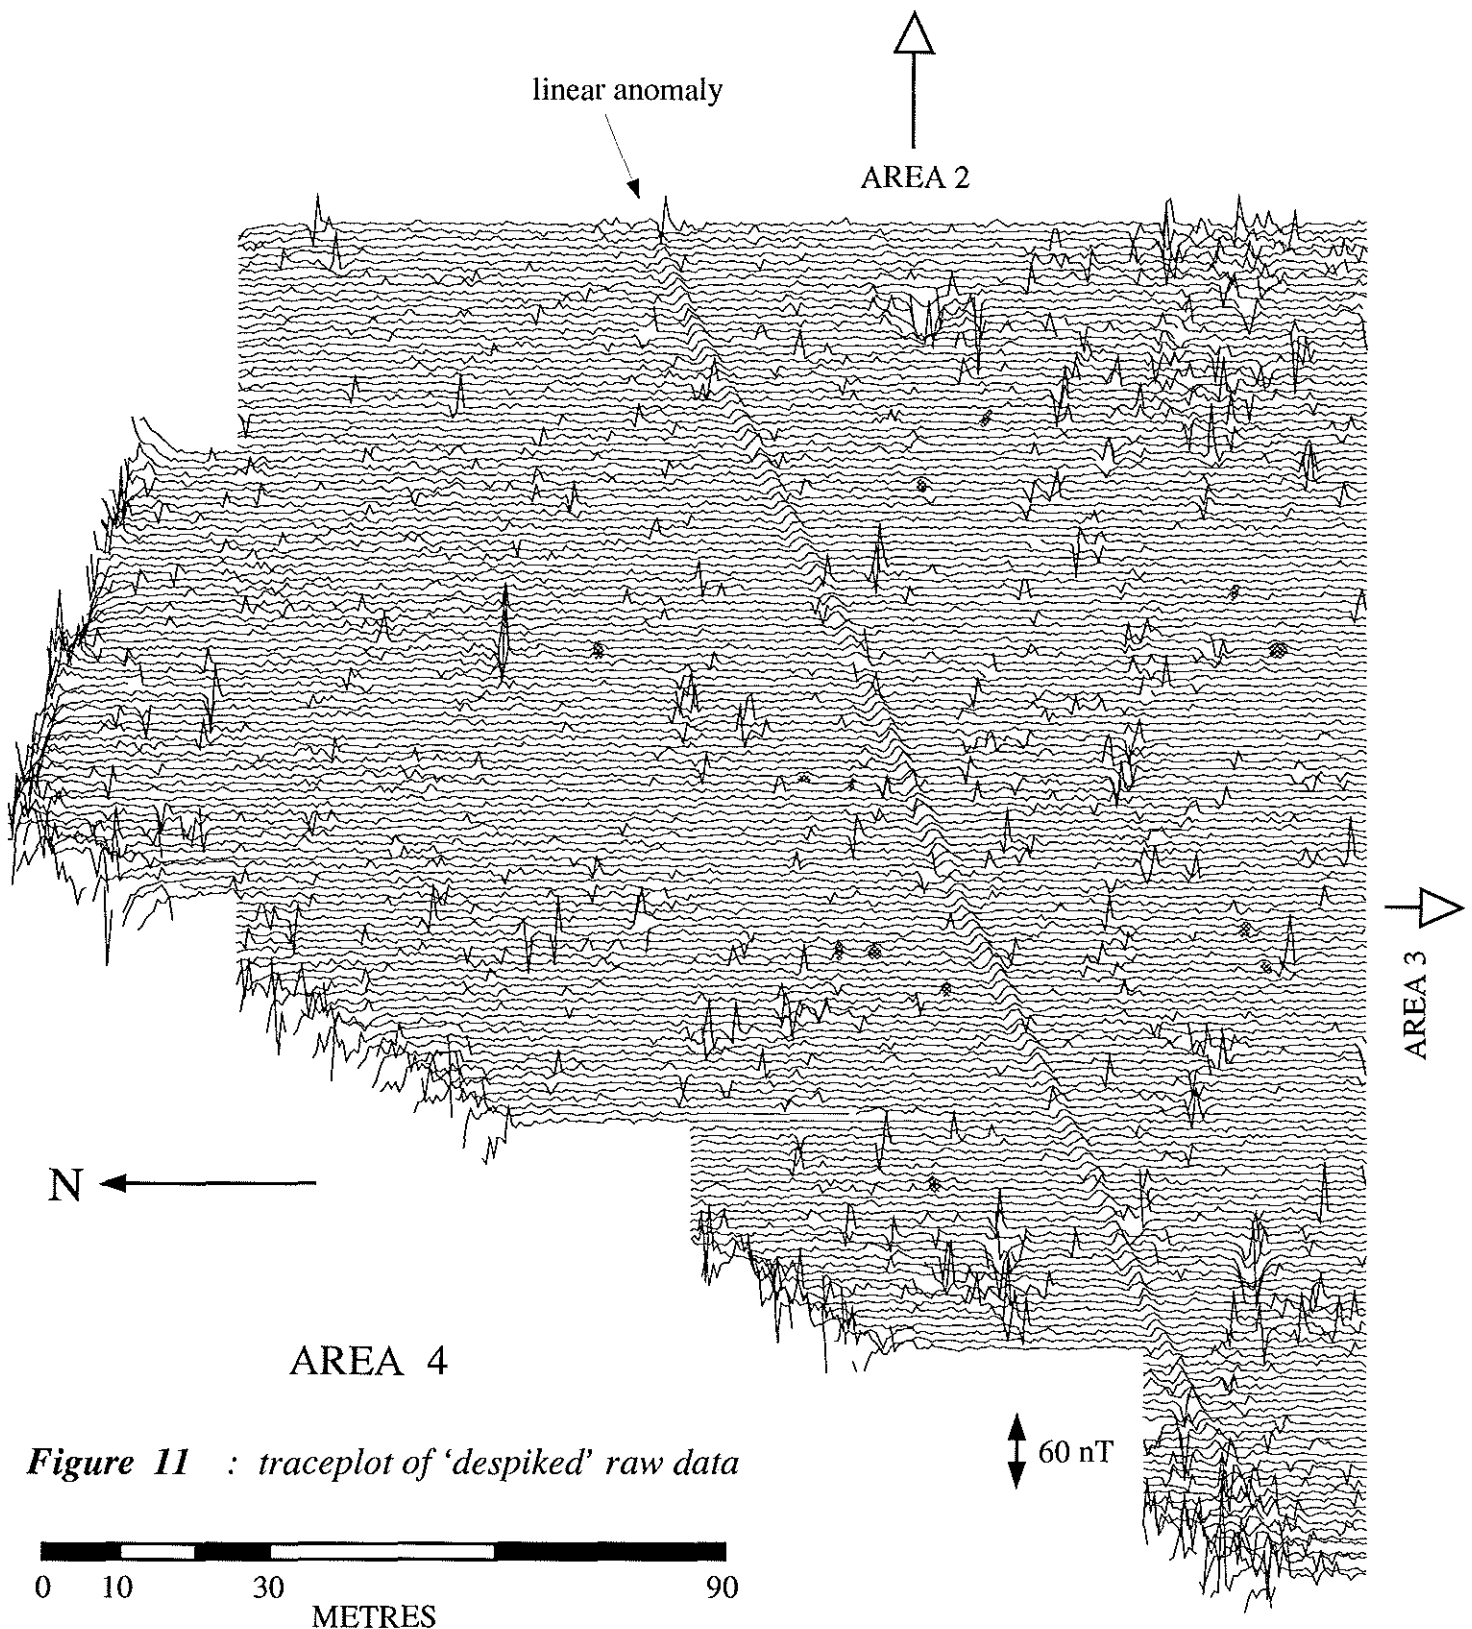 linear anomaly
AREA 2
AREA 3
N
AREA 4
60 nT
Figure 11 : traceplot of ‘despiked’ raw data
0 10 30 90
METRES